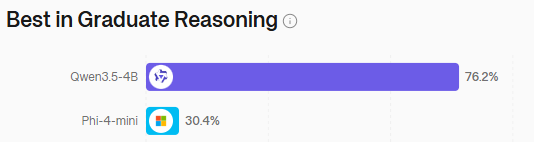 Best in Graduate Reasoning
Qwen3.5-4B 76.2%
Phi-4-mini 30.4%